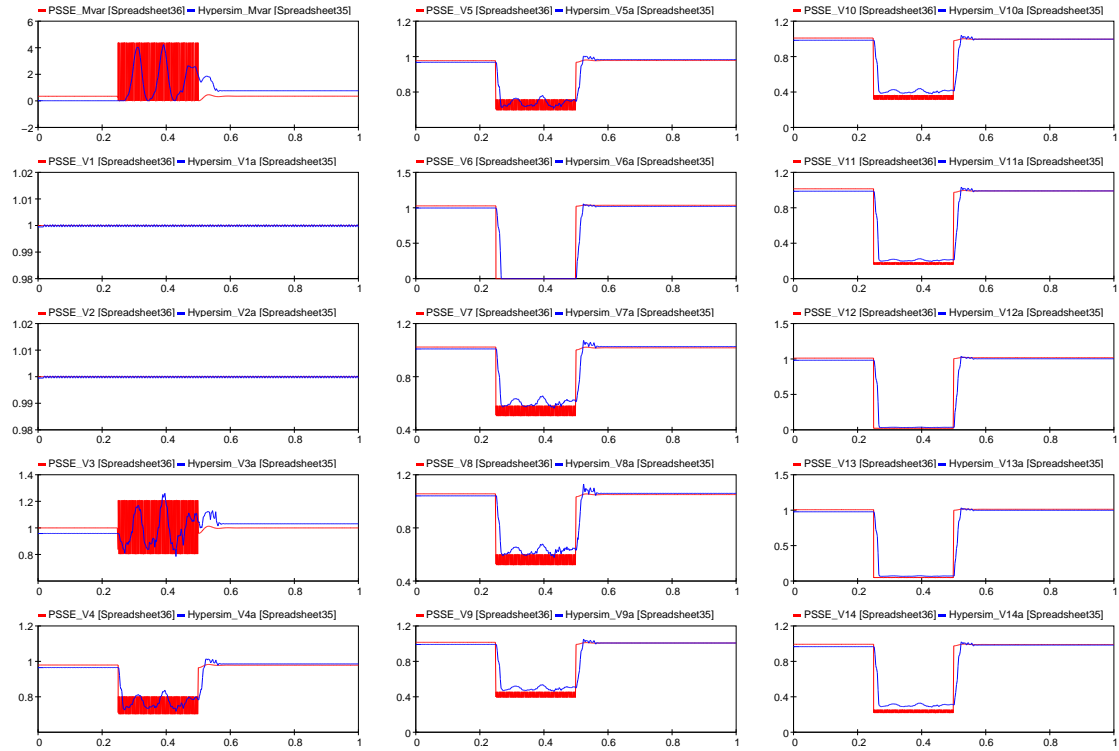 PSSE_Mvar [Spreadsheet36] Hypersim_Mvar [Spreadsheet35]
6
4
2
0
−2
0 0.2 0.4 0.6 0.8 1
PSSE_V5 [Spreadsheet36] Hypersim_V5a [Spreadsheet35]
1.2
1
0.8
0 0.2 0.4 0.6 0.8 1
PSSE_V10 [Spreadsheet36] Hypersim_V10a [Spreadsheet35]
1.2
0.8
0.4
0
0 0.2 0.4 0.6 0.8 1
PSSE_V1 [Spreadsheet36] Hypersim_V1a [Spreadsheet35]
1.02
1.01
1
0.99
0.98
0 0.2 0.4 0.6 0.8 1
PSSE_V6 [Spreadsheet36] Hypersim_V6a [Spreadsheet35]
1.5
1
0.5
0
0 0.2 0.4 0.6 0.8 1
PSSE_V11 [Spreadsheet36] Hypersim_V11a [Spreadsheet35]
1.2
0.8
0.4
0
0 0.2 0.4 0.6 0.8 1
PSSE_V2 [Spreadsheet36] Hypersim_V2a [Spreadsheet35]
1.02
1.01
1
0.99
0.98
0 0.2 0.4 0.6 0.8 1
PSSE_V7 [Spreadsheet36] Hypersim_V7a [Spreadsheet35]
1.2
1.0
0.8
0.6
0.4
0 0.2 0.4 0.6 0.8 1
PSSE_V12 [Spreadsheet36] Hypersim_V12a [Spreadsheet35]
1.5
1
0.5
0
0 0.2 0.4 0.6 0.8 1
PSSE_V3 [Spreadsheet36] Hypersim_V3a [Spreadsheet35]
1.4
1.2
1
0.8
0.6
0 0.2 0.4 0.6 0.8 1
PSSE_V8 [Spreadsheet36] Hypersim_V8a [Spreadsheet35]
1.2
1.0
0.8
0.6
0.4
0 0.2 0.4 0.6 0.8 1
PSSE_V13 [Spreadsheet36] Hypersim_V13a [Spreadsheet35]
1.5
1
0.5
0
0 0.2 0.4 0.6 0.8 1
PSSE_V4 [Spreadsheet36] Hypersim_V4a [Spreadsheet35]
1.2
1
0.8
0.6
0 0.2 0.4 0.6 0.8 1
PSSE_V9 [Spreadsheet36] Hypersim_V9a [Spreadsheet35]
1.2
0.8
0.4
0
0 0.2 0.4 0.6 0.8 1
PSSE_V14 [Spreadsheet36] Hypersim_V14a [Spreadsheet35]
1.2
0.8
0.4
0
0 0.2 0.4 0.6 0.8 1